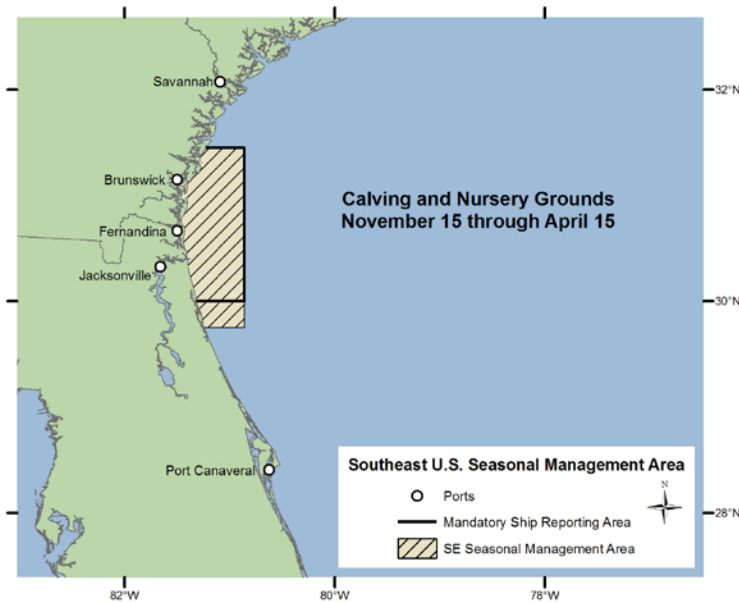 Savannah
32°N
Brunswick
Calving and Nursery Grounds
November 15 through April 15
Fernandina
Jacksonville
30°N
Port Canaveral
Southeast U.S. Seasonal Management Area
Ports
N
Mandatory Ship Reporting Area
SE Seasonal Management Area
28°N
82°W
80°W
78°W